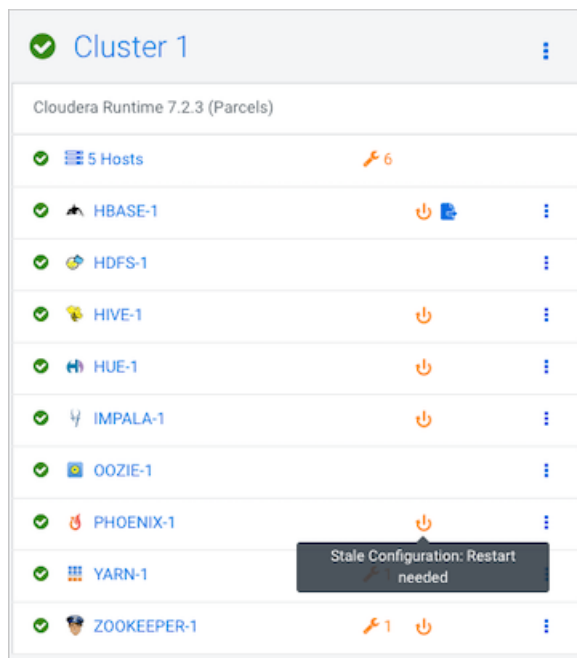 Cluster 1
Cloudera Runtime 7.2.3 (Parcels)
5 Hosts 6
HBASE-1
HDFS-1
HIVE-1
HUE-1
IMPALA-1
OOZIE-1
PHOENIX-1
Stale Configuration: Restart
needed
YARN-1
ZOOKEEPER-1 1